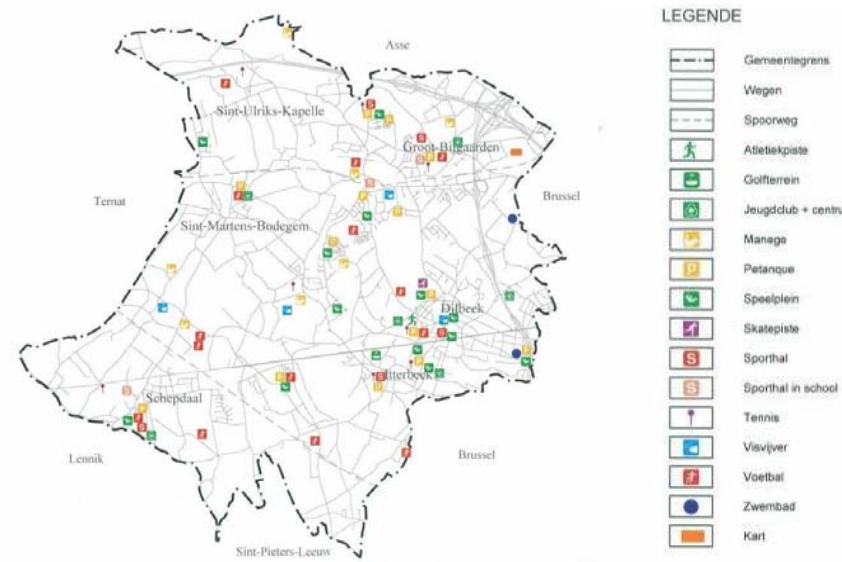 LEGENDE
Asse
Gemeentegrens
Wegen
Sint-Ulriks-Kapelle
Spoorweg
Groot-Bijgaarden
Atletiekpiste
Golfterrein
Ternat
Brussel
Jeugdclub + centru
Sint-Martens-Bodegem
Manege
Petanque
Speelplein
Dilbeek
Skatepiste
Sporthal
Itterbeek
Sporthal in school
Schepdaal
Tennis
Visvijver
Lennik
Brussel
Voetbal
Zwembad
Kart
Sint-Pieters-Leeuw